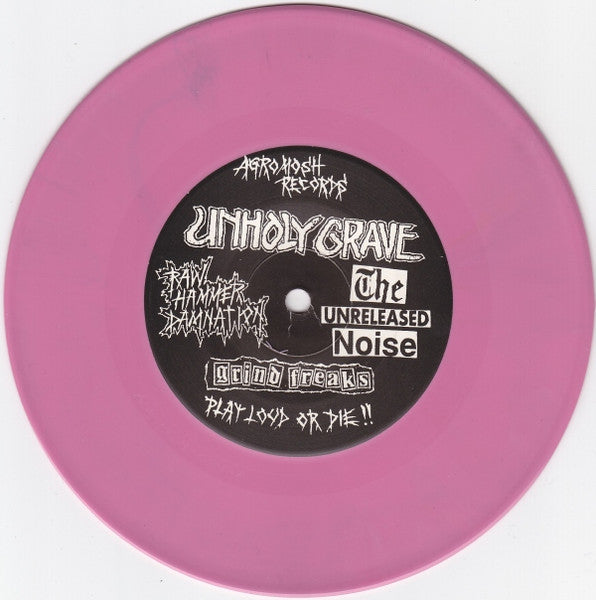 AGROMOSH
RECORDS
UNHOLY GRAVE
RAW
HAMMER
DAMNATION
The
UNRELEASED
Noise
grind freaks
PLAY LOUD OR DIE!!